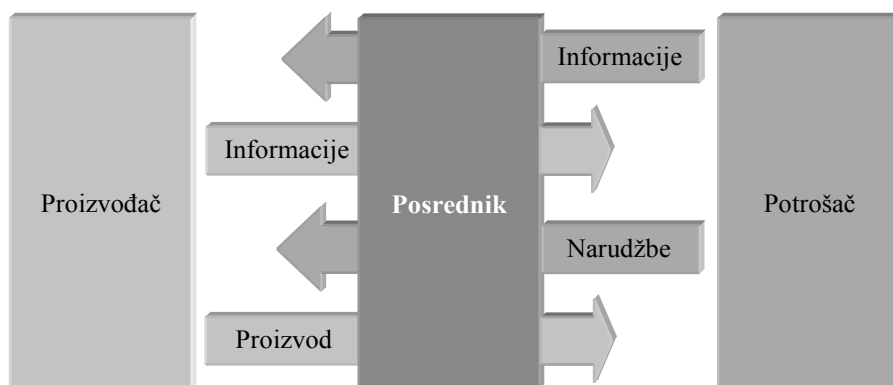 Informacije
Informacije
Proizvođač
Posrednik
Potrošač
Narudžbe
Proizvod